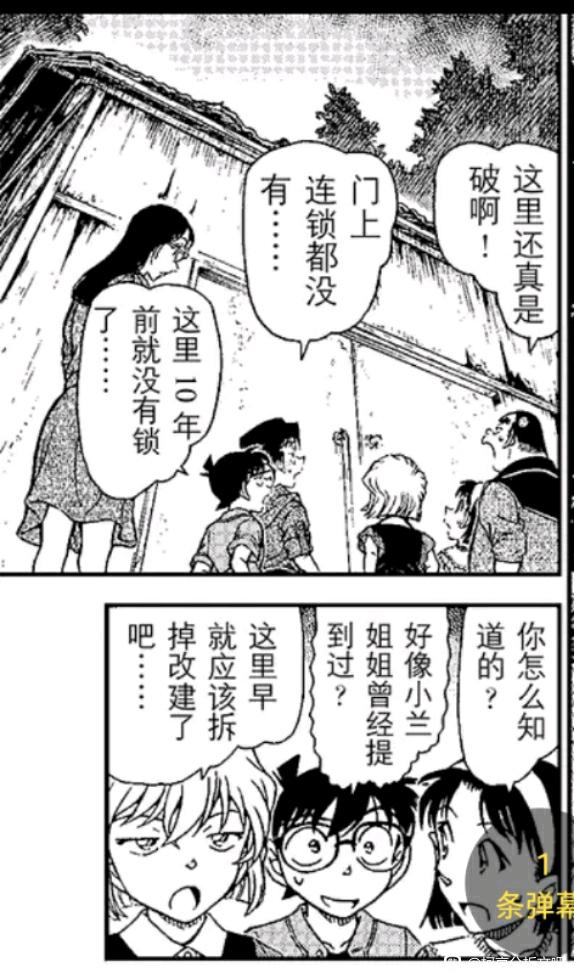 这里还真是
破啊！
门上
连锁都没
有……
这里10年
前就没有锁
了……
你怎么知
道的？
好像小兰
姐姐曾经提
到过？
这里早
就应该拆
掉改建了
吧……
1
条弹幕